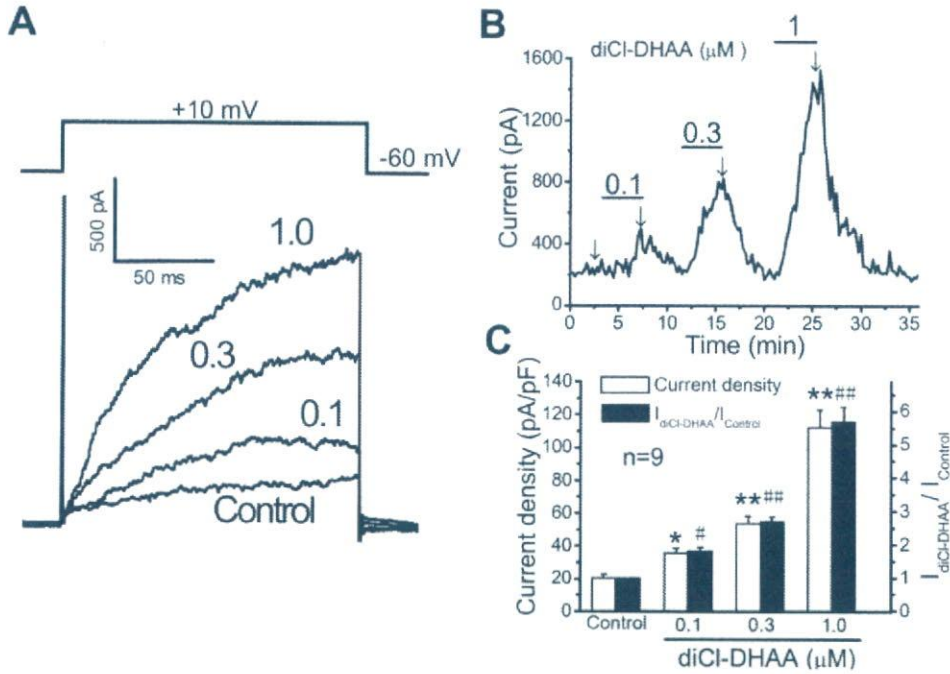 A
+10 mV
-60 mV
500 pA
50 ms
1.0
0.3
0.1
Control
B
diCl-DHAA (μM )
1
0.3
0.1
Current (pA)
1600
1200
800
400
0
0 5 10 15 20 25 30 35
Time (min)
C
Current density (pA/pF)
140
120
100
80
60
40
20
0
Current density
IdiCl-DHAA/IControl
n=9
* #
** ##
** ##
6
5
4
3
2
1
0
IdiCl-DHAA/ IControl
Control 0.1 0.3 1.0
diCl-DHAA (μM)